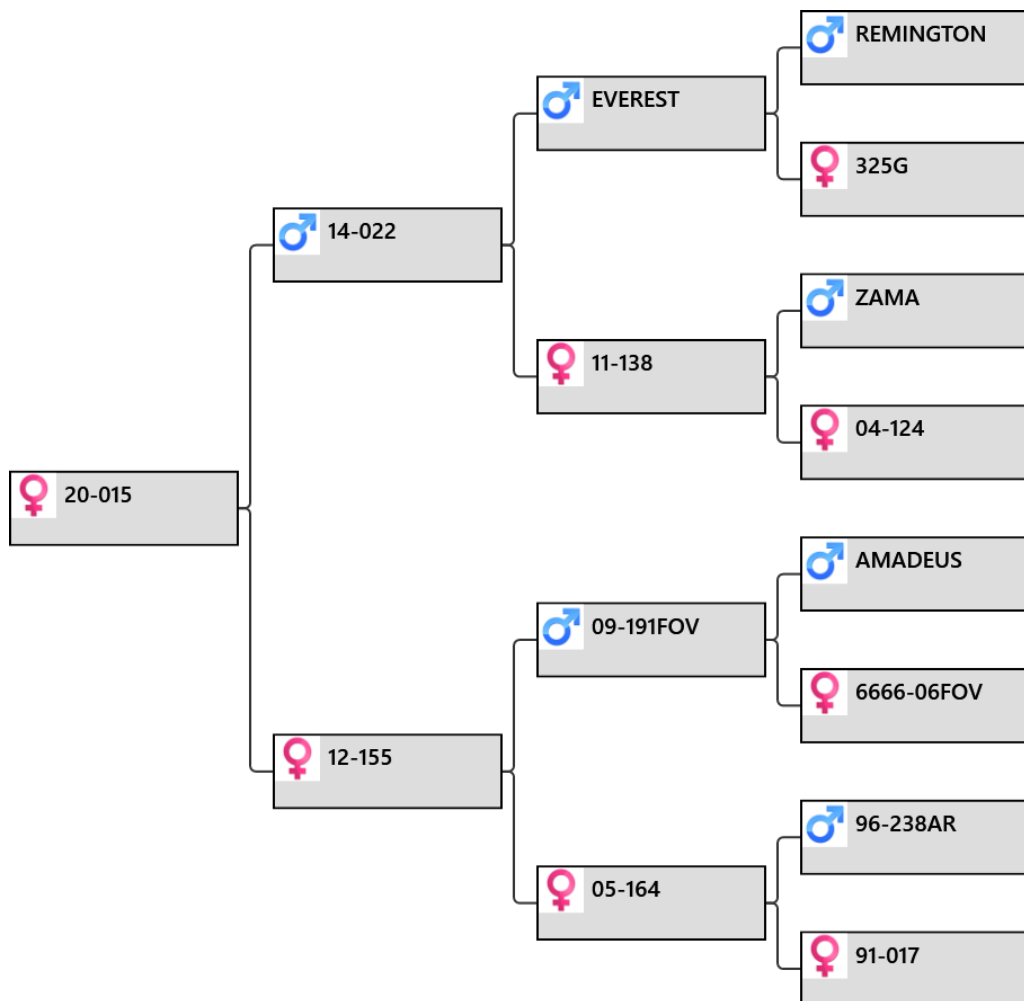 REMINGTON
EVEREST
325G
14-022
ZAMA
11-138
04-124
20-015
AMADEUS
09-191FOV
6666-06FOV
12-155
96-238AR
05-164
91-017